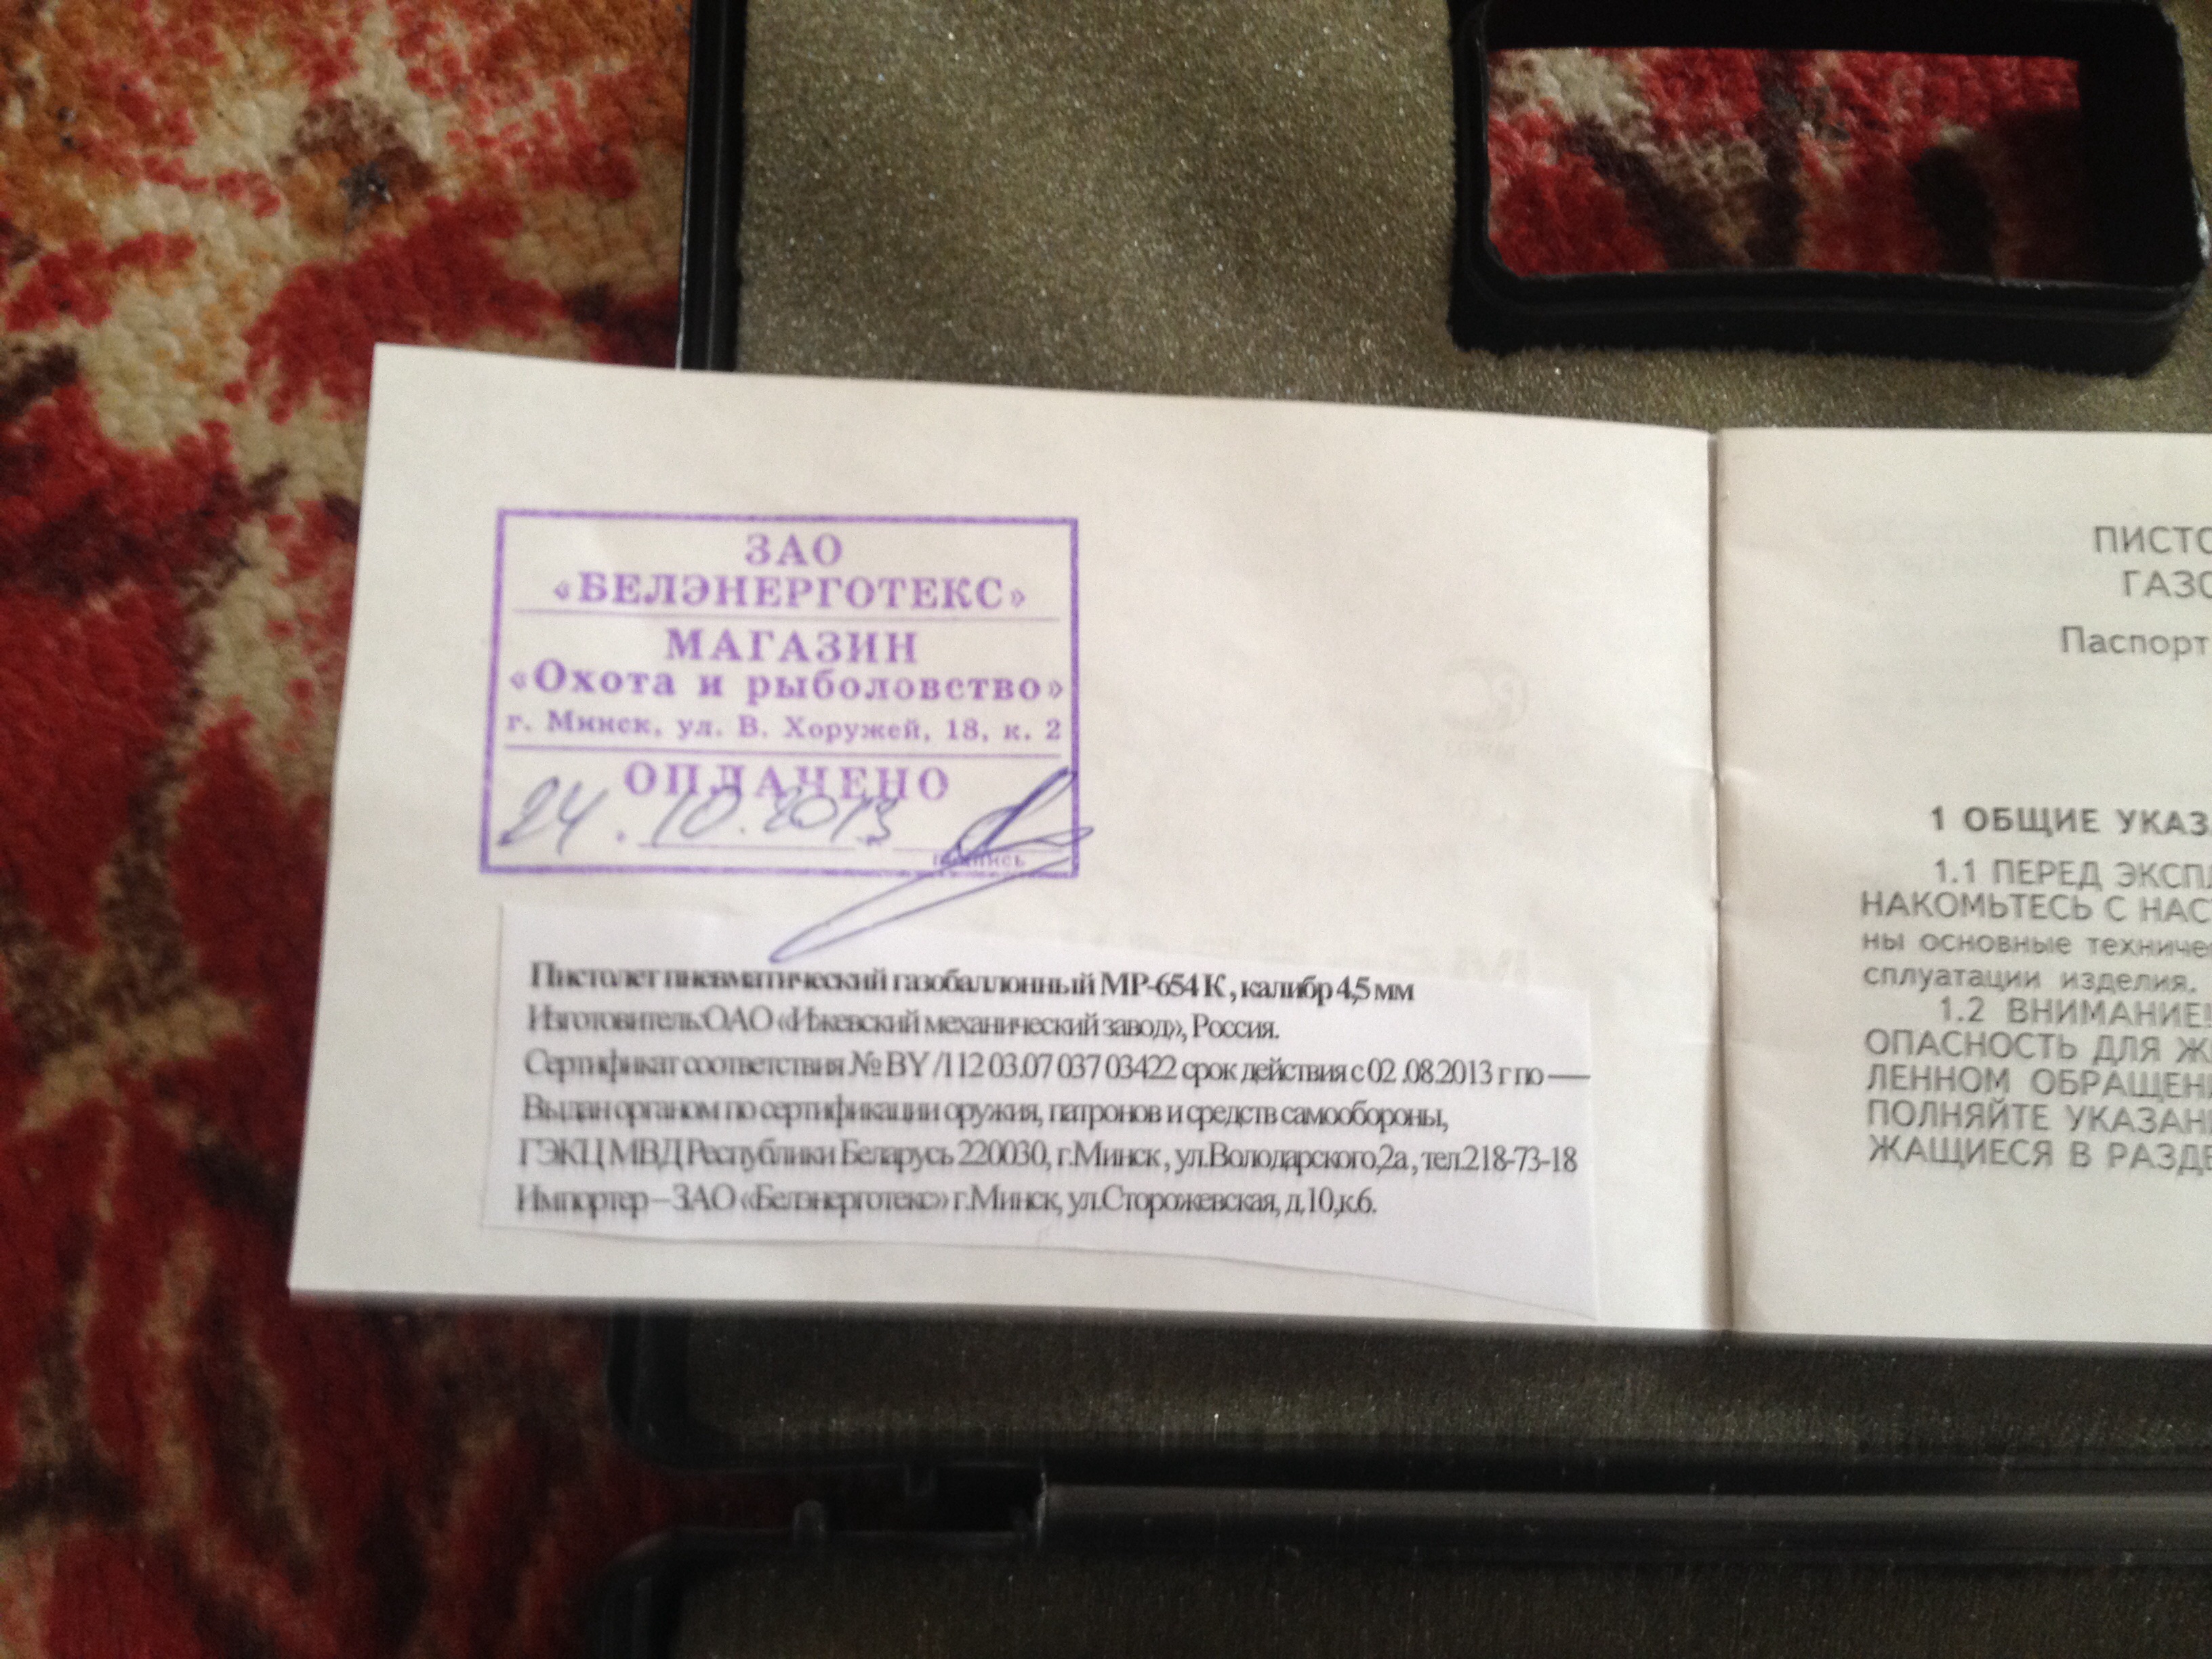 ЗАО
«БЕЛЭНЕРГОТЕКС»
МАГАЗИН
«Охота и рыболовство»
г. Минск, ул. В. Хоружей, 18, к. 2
ОПЛАЧЕНО
24. 10.2013
подпись
Пистолет пневматический газобаллонный МР-654 К , калибр 4,5 мм
Изготовитель:ОАО «Ижевский механический завод», Россия.
Сертификат соответствия № BY /112 03.07 037 03422 срок действия с 02 .08.2013 г по —
Выдан органом по сертификации оружия, патронов и средств самообороны,
ГЭКЦ МВД Республики Беларусь 220030, г.Минск , ул.Володарского,2а , тел.218-73-18
Импортер – ЗАО «Белэнерготекс» г.Минск, ул.Сторожевская, д.10,к.6.
ПИСТО
ГАЗО
Паспорт
1 ОБЩИЕ УКАЗ
1.1 ПЕРЕД ЭКСПЛ
НАКОМЬТЕСЬ С НАС
ны основные техниче
сплуатации изделия.
1.2 ВНИМАНИЕ!
ОПАСНОСТЬ ДЛЯ Ж
ЛЕННОМ ОБРАЩЕН
ПОЛНЯЙТЕ УКАЗАН
ЖАЩИЕСЯ В РАЗДЕ